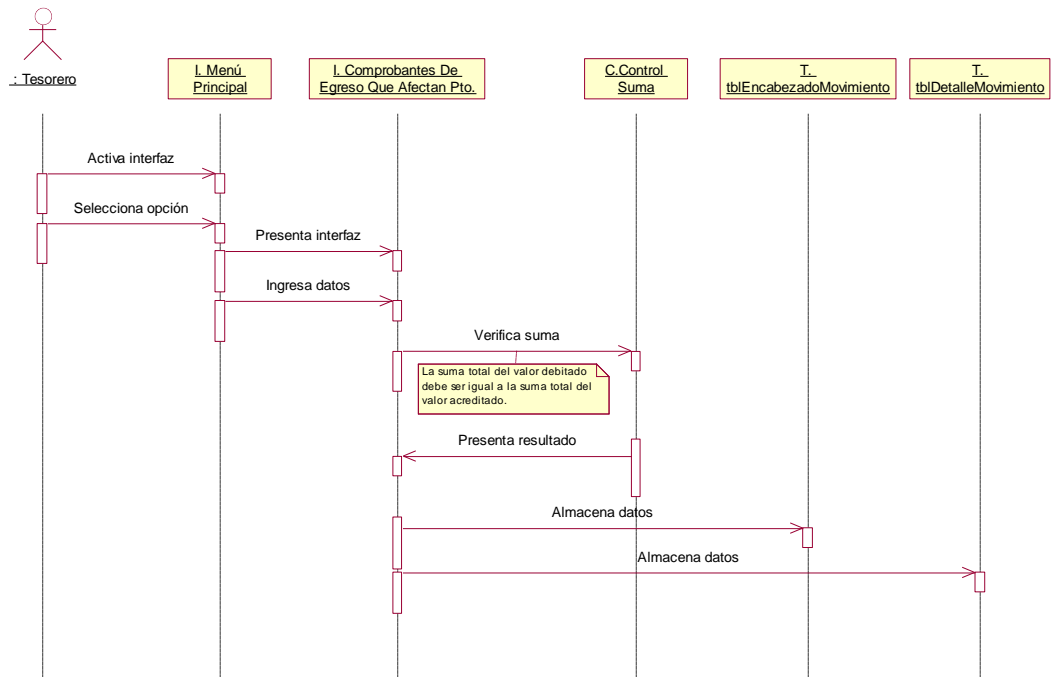 : Tesorero
I. Menú
Principal
I. Comprobantes De
Egreso Que Afectan Pto.
C.Control
Suma
T.
tblEncabezadoMovimiento
T.
tblDetalleMovimiento
Activa interfaz
Selecciona opción
Presenta interfaz
Ingresa datos
Verifica suma
La suma total del valor debitado
debe ser igual a la suma total del
valor acreditado.
Presenta resultado
Almacena datos
Almacena datos